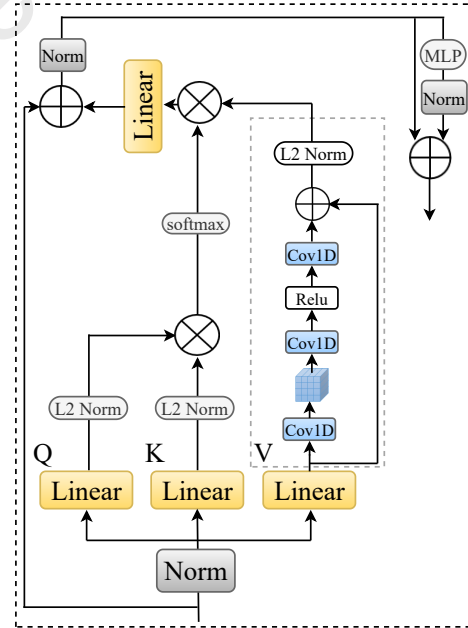 Norm
MLP
Norm
Linear
L2 Norm
softmax
Cov1D
Relu
Cov1D
L2 Norm
L2 Norm
Cov1D
Q
K
V
Linear
Linear
Linear
Norm